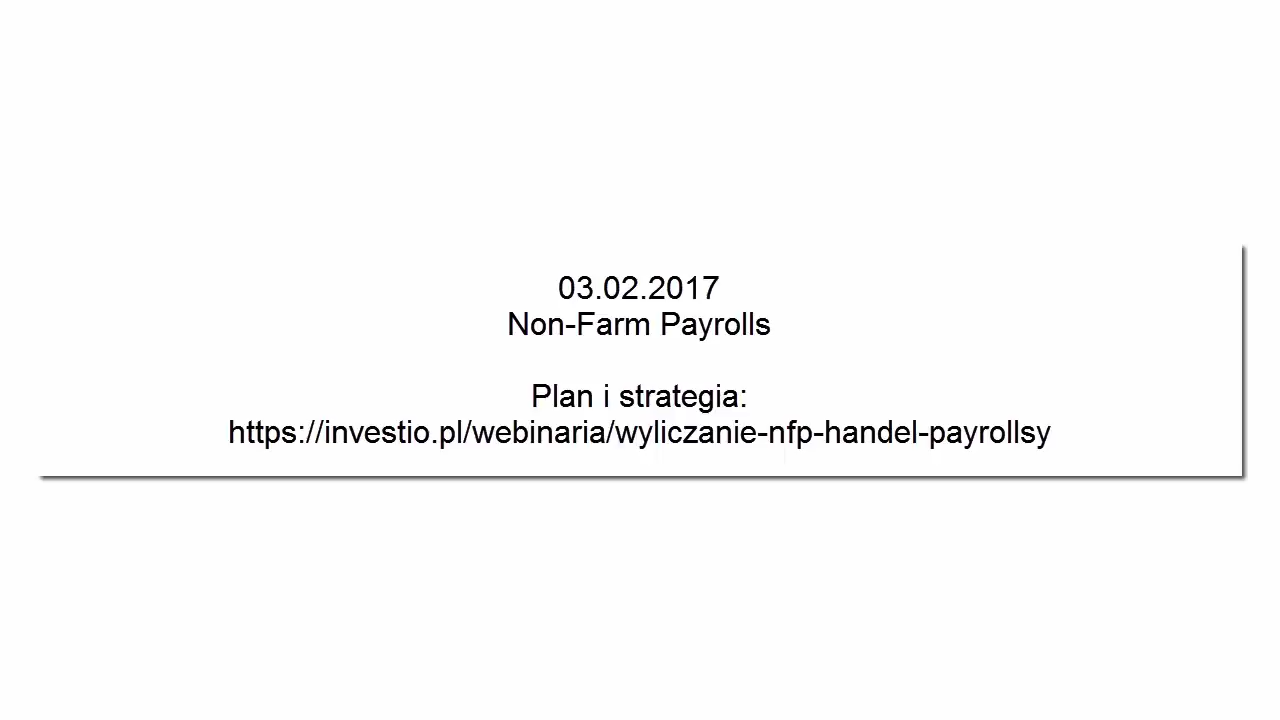 03.02.2017
Non-Farm Payrolls
Plan i strategia:
https://investio.pl/webinaria/wyliczanie-nfp-handel-payrollsy